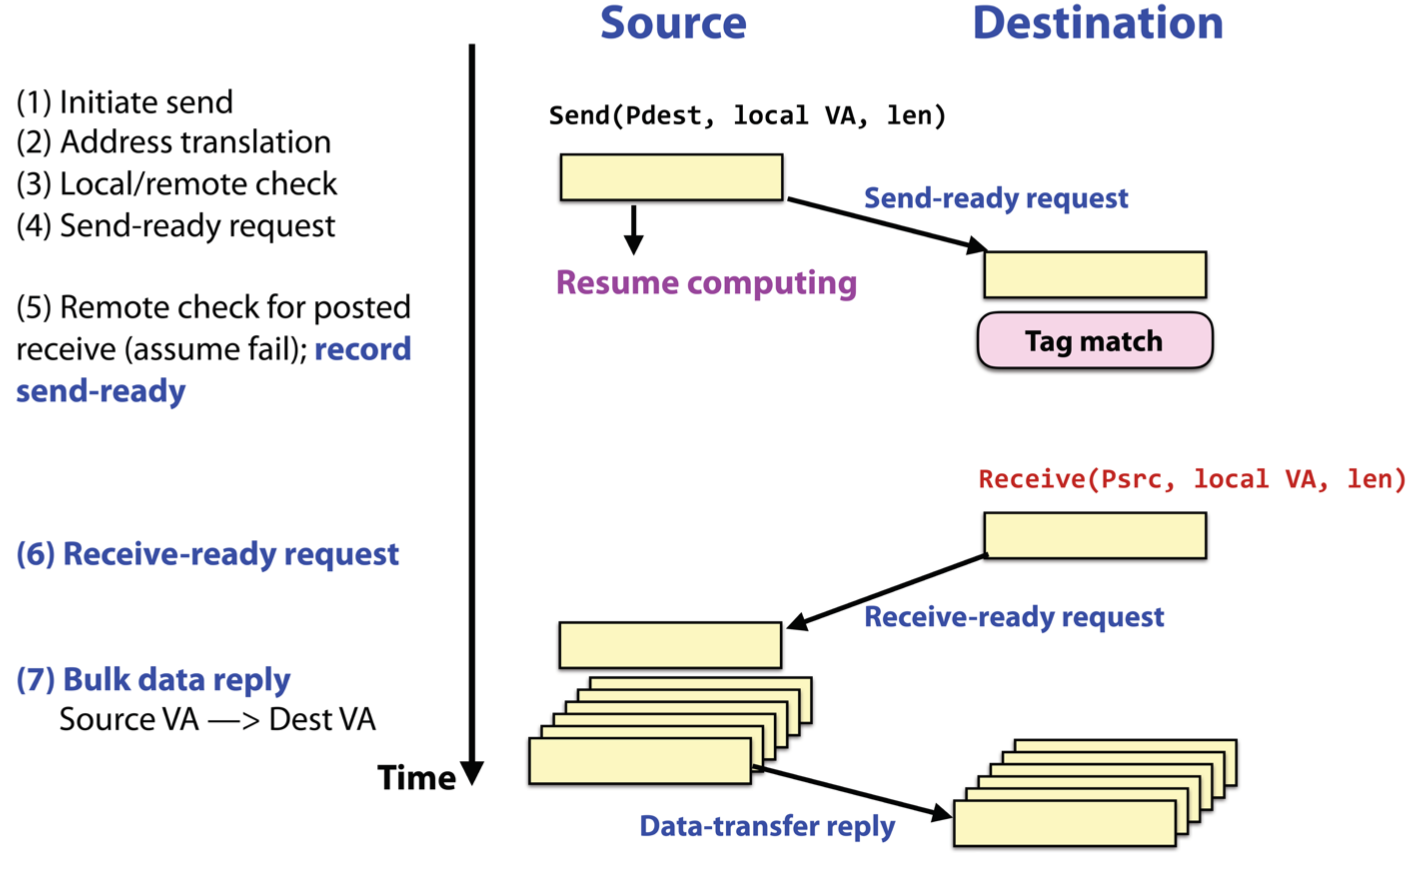 Source
Destination
(1) Initiate send
(2) Address translation
(3) Local/remote check
(4) Send-ready request
(5) Remote check for posted
receive (assume fail); record
send-ready
(6) Receive-ready request
(7) Bulk data reply
Source VA —> Dest VA
Time
Send(Pdest, local VA, len)
Send-ready request
Resume computing
Tag match
Receive(Psrc, local VA, len)
Receive-ready request
Data-transfer reply